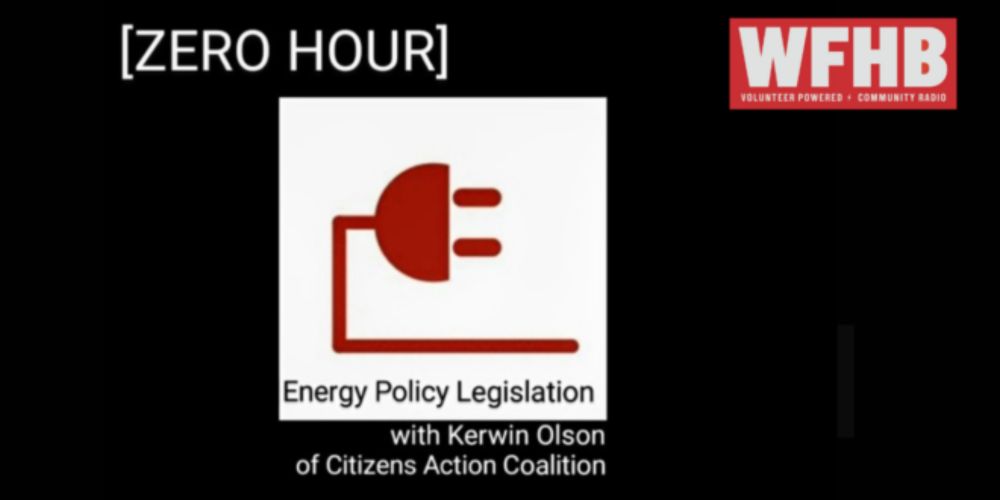 [ZERO HOUR]
WFHB
VOLUNTEER POWERED + COMMUNITY RADIO
Energy Policy Legislation
with Kerwin Olson
of Citizens Action Coalition